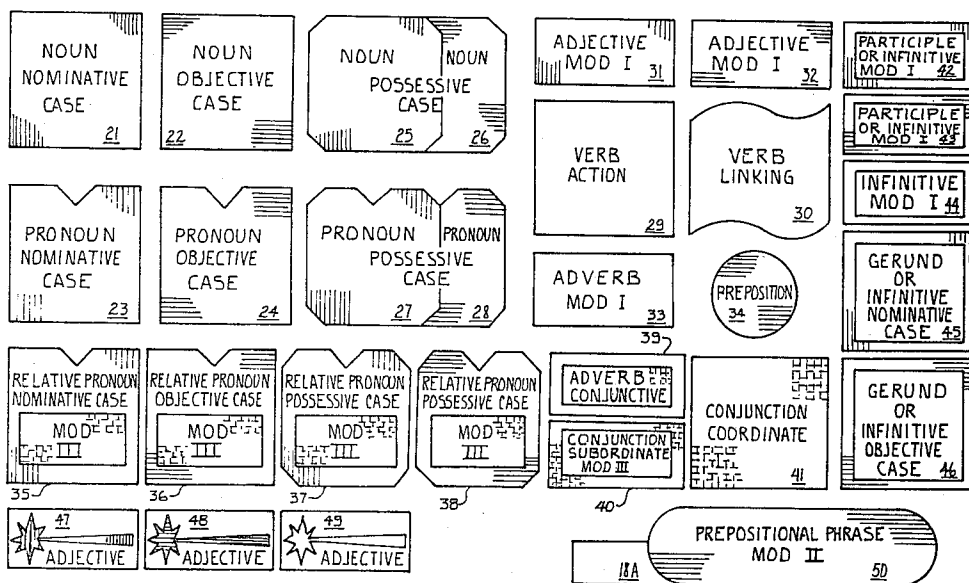 NOUN
NOMINATIVE
CASE
21
NOUN
OBJECTIVE
CASE
22
NOUN
NOUN
POSSESSIVE
CASE
25
26
ADJECTIVE
MOD I
31
ADJECTIVE
MOD I
32
PARTICIPLE
OR INFINITIVE
MOD I 42
PARTICIPLE
OR INFINITIVE
MOD I 43
VERB
ACTION
29
VERB
LINKING
30
INFINITIVE
MOD I 44
PRONOUN
NOMINATIVE
CASE
23
PRONOUN
OBJECTIVE
CASE
24
PRONOUN
PRONOUN
POSSESSIVE
CASE
27
28
ADVERB
MOD I
33
PREPOSITION
34
GERUND
OR
INFINITIVE
NOMINATIVE
CASE 45
RELATIVE PRONOUN
NOMINATIVE CASE
MOD
III
35
RELATIVE PRONOUN
OBJECTIVE CASE
MOD
III
36
RELATIVE PRONOUN
POSSESSIVE CASE
MOD
III
37
RELATIVE PRONOUN
POSSESSIVE CASE
MOD
III
38
39
ADVERB
CONJUNCTIVE
CONJUNCTION
SUBORDINATE
MOD III
40
CONJUNCTION
COORDINATE
41
GERUND
OR
INFINITIVE
OBJECTIVE
CASE 46
47
ADJECTIVE
48
ADJECTIVE
49
ADJECTIVE
18A
PREPOSITIONAL PHRASE
MOD II
50